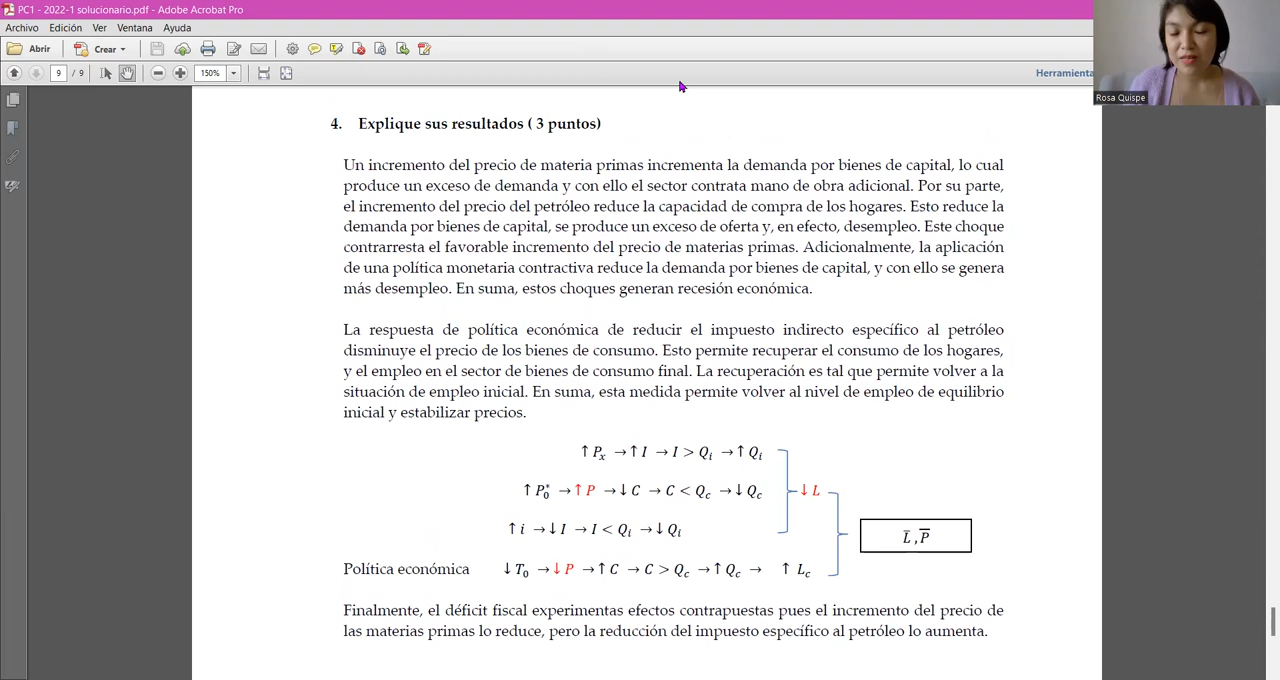 PC1 - 2022-1 solucionario.pdf - Adobe Acrobat Pro
Archivo Edición Ver Ventana Ayuda
Abrir Crear
9 / 9 150% Herramienta
Rosa Quispe
4. Explique sus resultados ( 3 puntos)
Un incremento del precio de materia primas incrementa la demanda por bienes de capital, lo cual
produce un exceso de demanda y con ello el sector contrata mano de obra adicional. Por su parte,
el incremento del precio del petróleo reduce la capacidad de compra de los hogares. Esto reduce la
demanda por bienes de capital, se produce un exceso de oferta y, en efecto, desempleo. Este choque
contrarresta el favorable incremento del precio de materias primas. Adicionalmente, la aplicación
de una política monetaria contractiva reduce la demanda por bienes de capital, y con ello se genera
más desempleo. En suma, estos choques generan recesión económica.
La respuesta de política económica de reducir el impuesto indirecto específico al petróleo
disminuye el precio de los bienes de consumo. Esto permite recuperar el consumo de los hogares,
y el empleo en el sector de bienes de consumo final. La recuperación es tal que permite volver a la
situación de empleo inicial. En suma, esta medida permite volver al nivel de empleo de equilibrio
inicial y estabilizar precios.
↑ Pₓ → ↑ I → I > Qᵢ → ↑ Qᵢ
↑ P₀* → ↑ P → ↓ C → C < Q_c → ↓ Q_c
↓ L
↑ i → ↓ I → I < Qᵢ → ↓ Qᵢ
L̄ , P̄
Política económica ↓ T₀ → ↓ P → ↑ C → C > Q_c → ↑ Q_c → ↑ L_c
Finalmente, el déficit fiscal experimentas efectos contrapuestas pues el incremento del precio de
las materias primas lo reduce, pero la reducción del impuesto específico al petróleo lo aumenta.